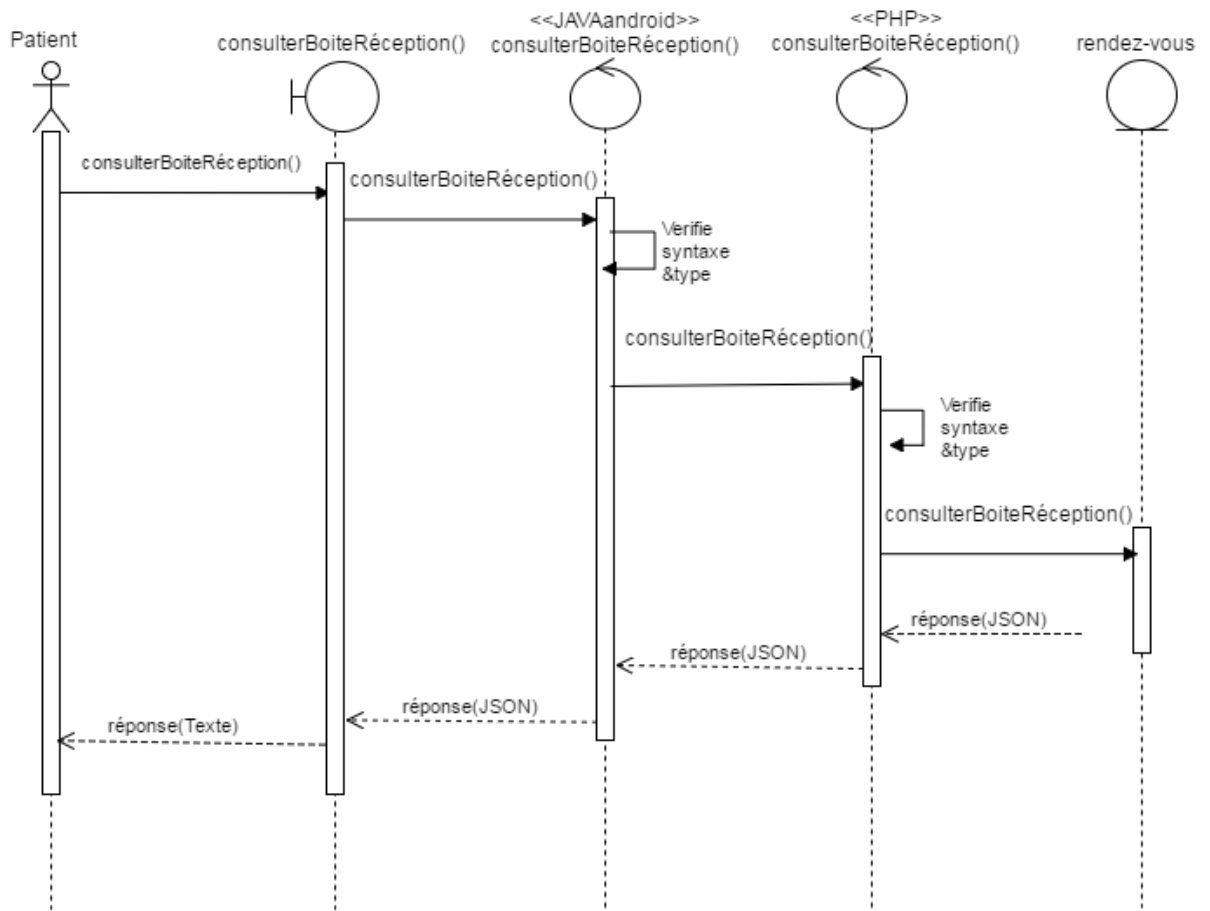 Patient
consulterBoiteRéception()
<<JAVAandroid>>
consulterBoiteRéception()
<<PHP>>
consulterBoiteRéception()
rendez-vous
consulterBoiteRéception()
consulterBoiteRéception()
Verifie
syntaxe
&type
consulterBoiteRéception()
Verifie
syntaxe
&type
consulterBoiteRéception()
réponse(JSON)
réponse(JSON)
réponse(JSON)
réponse(Texte)